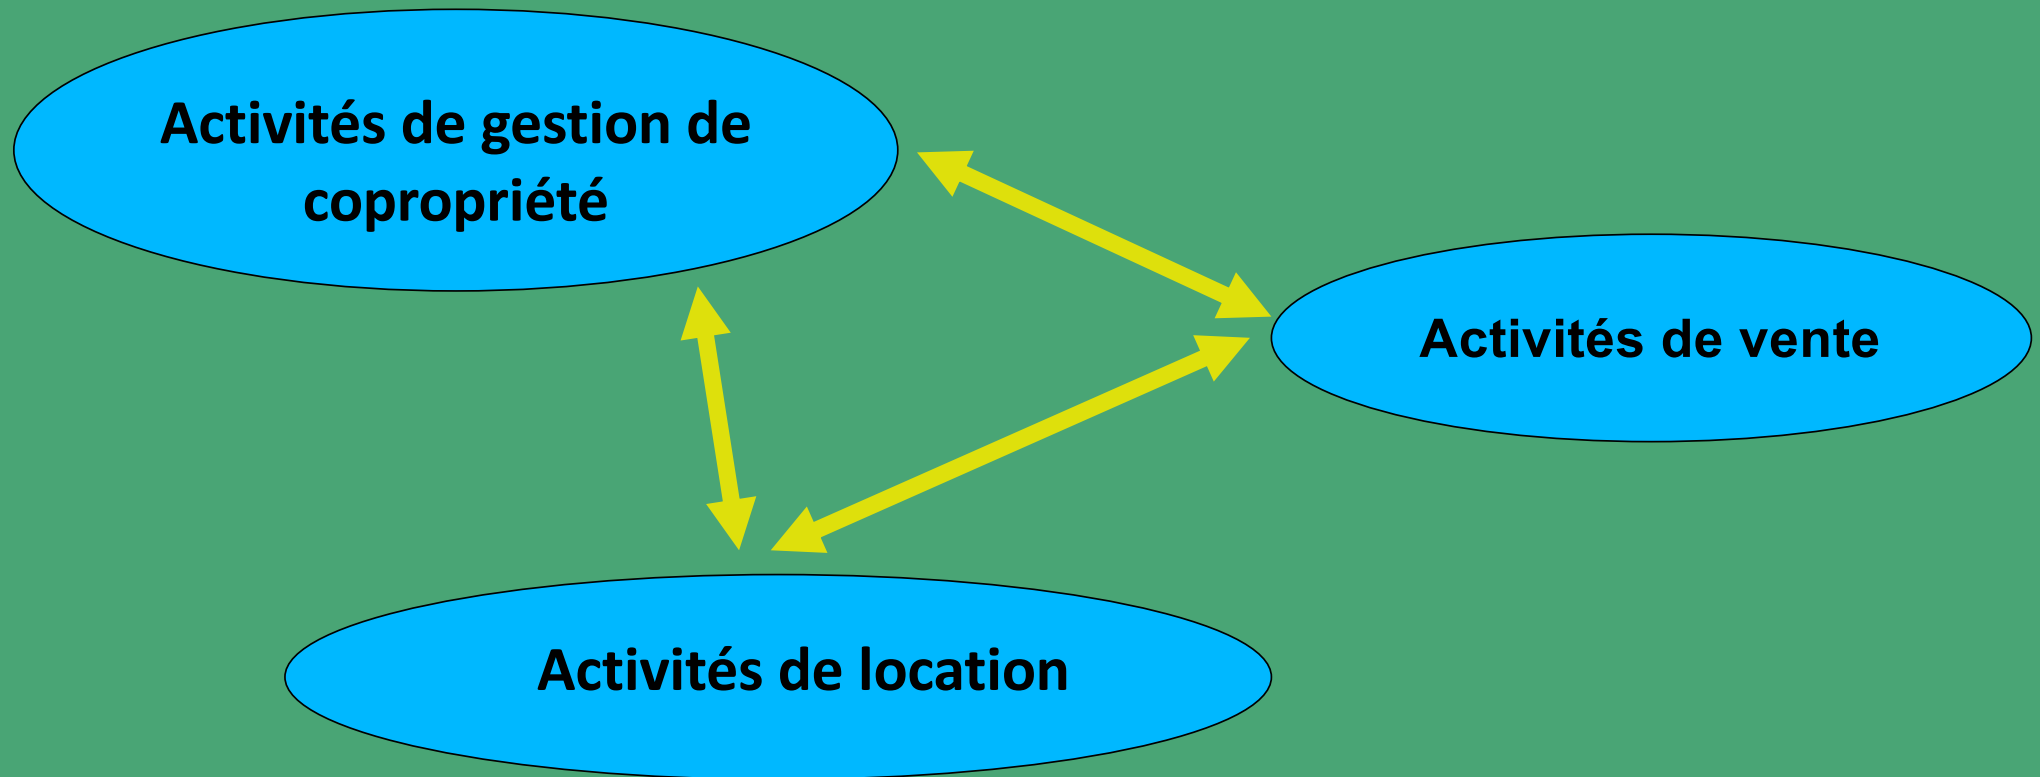 Activités de gestion de
copropriété
Activités de vente
Activités de location